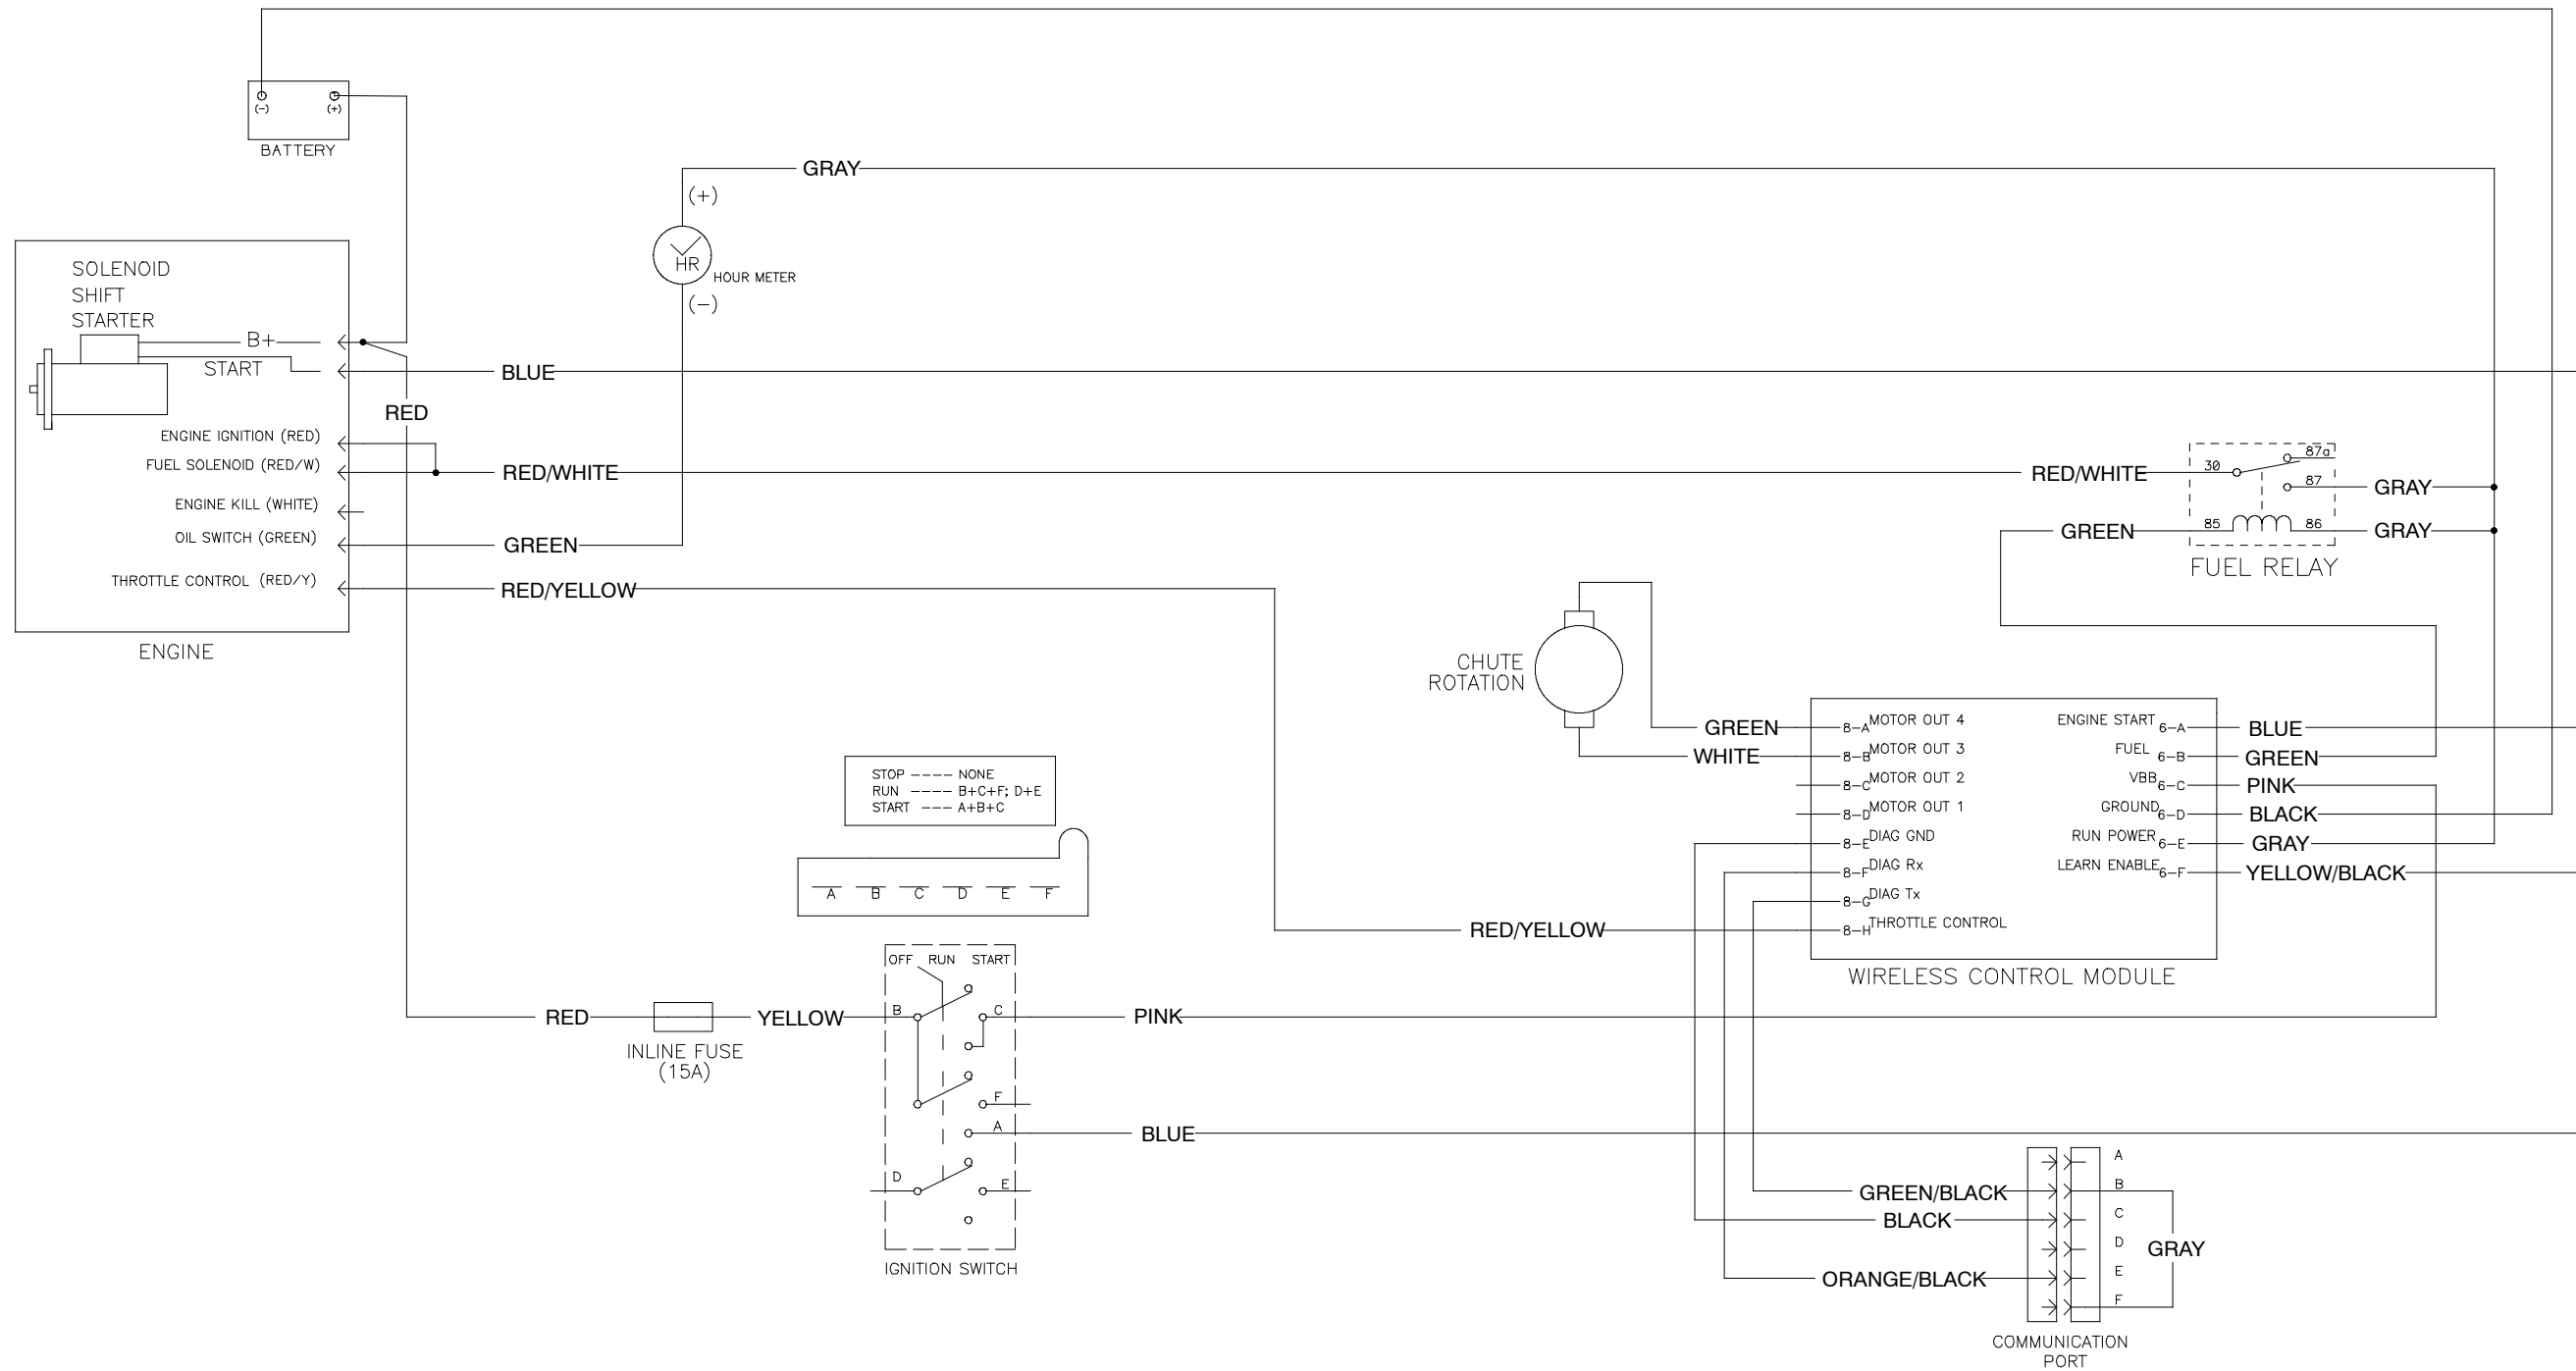 (-) (+)
BATTERY
GRAY
(+)
HR
HOUR METER
(-)
SOLENOID
SHIFT
STARTER
B+
START
BLUE
RED
ENGINE IGNITION (RED)
FUEL SOLENOID (RED/W)
RED/WHITE
RED/WHITE
ENGINE KILL (WHITE)
OIL SWITCH (GREEN)
GREEN
THROTTLE CONTROL (RED/Y)
RED/YELLOW
ENGINE
30
87a
87
GRAY
GREEN
85
86
GRAY
FUEL RELAY
CHUTE
ROTATION
GREEN
WHITE
8-A MOTOR OUT 4
8-B MOTOR OUT 3
8-C MOTOR OUT 2
8-D MOTOR OUT 1
8-E DIAG GND
8-F DIAG Rx
8-G DIAG Tx
8-H THROTTLE CONTROL
ENGINE START 6-A BLUE
FUEL 6-B GREEN
VBB 6-C PINK
GROUND 6-D BLACK
RUN POWER 6-E GRAY
LEARN ENABLE 6-F YELLOW/BLACK
RED/YELLOW
WIRELESS CONTROL MODULE
STOP ---- NONE
RUN ---- B+C+F; D+E
START --- A+B+C
A B C D E F
OFF RUN START
RED
YELLOW
B
C
PINK
INLINE FUSE
(15A)
F
A
BLUE
D
E
IGNITION SWITCH
GREEN/BLACK
BLACK
ORANGE/BLACK
A
B
C
D
E
F
GRAY
COMMUNICATION
PORT